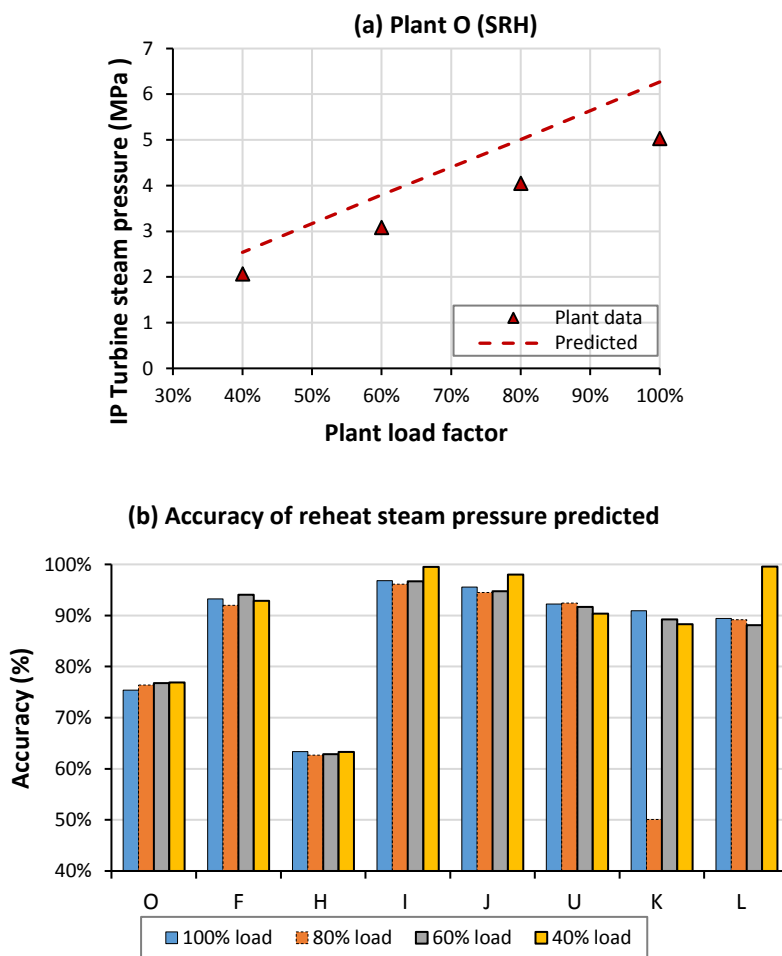 (a) Plant O (SRH)
IP Turbine steam pressure (MPa)
7
6
5
4
3
2
1
0
Plant data
Predicted
30% 40% 50% 60% 70% 80% 90% 100%
Plant load factor
(b) Accuracy of reheat steam pressure predicted
Accuracy (%)
100%
90%
80%
70%
60%
50%
40%
O F H I J U K L
100% load 80% load 60% load 40% load